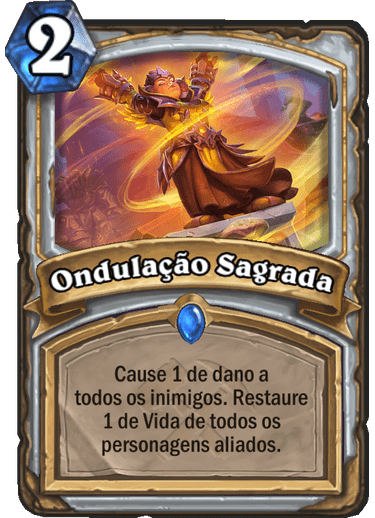 2
Ondulação Sagrada
Cause 1 de dano a
todos os inimigos. Restaure
1 de Vida de todos os
personagens aliados.